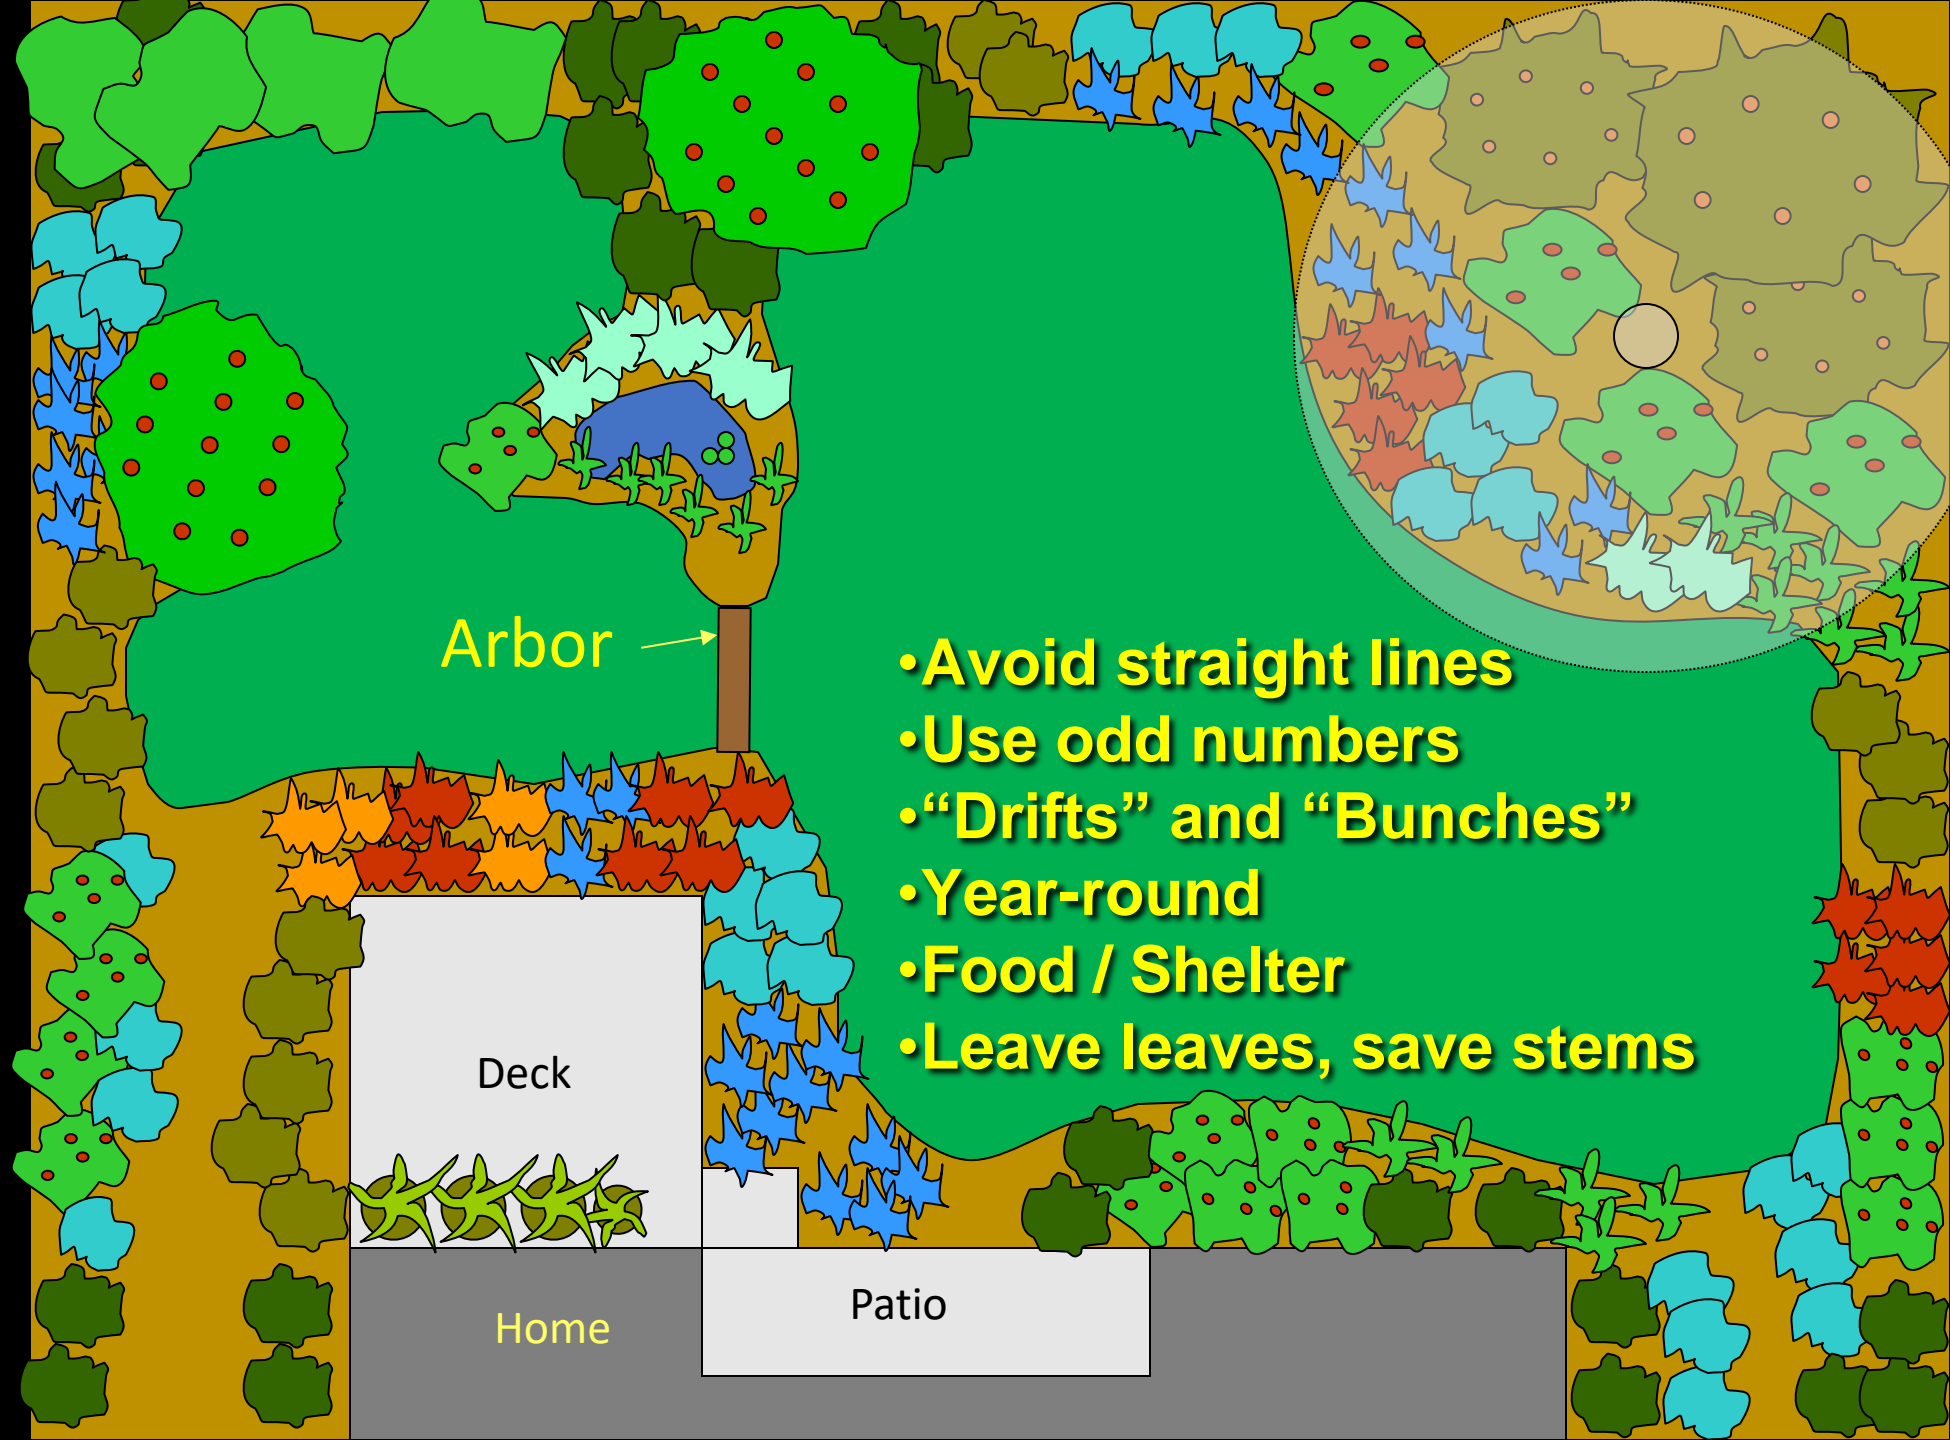 Arbor
•Avoid straight lines
•Use odd numbers
•“Drifts” and “Bunches”
•Year-round
•Food / Shelter
•Leave leaves, save stems
Deck
Patio
Home